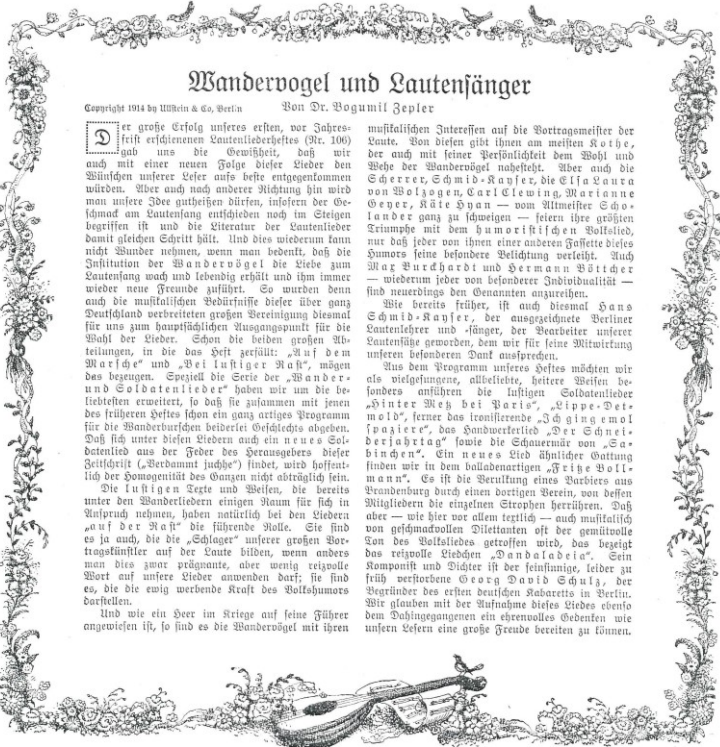 Wandervogel und Lautensänger
Copyright 1914 by Ullstein & Co, Berlin
Von Dr. Bogumil Zepler
Der große Erfolg unseres ersten, vor Jahres-
frist erschienenen Lautenliederheftes (Nr. 106)
gab uns die Gewißheit, daß wir
auch mit einer neuen Folge dieser Lieder den
Wünschen unserer Leser aufs beste entgegenkommen
würden. Aber auch nach anderer Richtung hin wird
man unsere Idee gutheißen dürfen, insofern der Ge-
schmack am Lautensang entschieden noch im Steigen
begriffen ist und die Literatur der Lautenlieder
damit gleichen Schritt hält. Und dies wiederum kann
nicht Wunder nehmen, wenn man bedenkt, daß die
Institution der Wandervögel die Liebe zum
Lautensang wach und lebendig erhält und ihm immer
wieder neue Freunde zuführt. So wurden denn
auch die musikalischen Bedürfnisse dieser über ganz
Deutschland verbreiteten großen Vereinigung diesmal
für uns zum hauptsächlichen Ausgangspunkt für die
Wahl der Lieder. Schon die beiden großen Ab-
teilungen, in die das Heft zerfällt: „Auf dem
Marsche“ und „Bei lustiger Rast“, mögen
das bezeugen. Speziell die Serie der „Wander-
und Soldatenlieder“ haben wir um die be-
liebtesten erweitert, so daß sie zusammen mit jenen
des früheren Heftes schon ein ganz artiges Programm
für die Wanderburschen beiderlei Geschlechts abgeben.
Daß sich unter diesen Liedern auch ein neues Sol-
datenlied aus der Feder des Herausgebers dieser
Zeitschrift („Verdammt juchhe“) findet, wird hoffent-
lich der Homogenität des Ganzen nicht abträglich sein.
Die lustigen Texte und Weisen, die bereits
unter den Wanderliedern einigen Raum für sich in
Anspruch nehmen, haben natürlich bei den Liedern
„auf der Rast“ die führende Rolle. Sie sind
es ja auch, die die „Schlager“ unserer großen Vor-
tragskünstler auf der Laute bilden, wenn anders
man dies zwar prägnante, aber wenig reizvolle
Wort auf unsere Lieder anwenden darf; sie sind
es, die die ewig werbende Kraft des Volkshumors
darstellen.
Und wie ein Heer im Kriege auf seine Führer
angewiesen ist, so sind es die Wandervögel mit ihren
musikalischen Interessen auf die Vortragsmeister der
Laute. Von diesen gibt ihnen am meisten Kothe,
der auch mit seiner Persönlichkeit dem Wohl und
Wehe der Wandervögel nahesteht. Aber auch die
Scherrer, Schmid-Kayser, die Elsa Laura
von Wolzogen, Carl Clewing, Marianne
Geyer, Käte Hyan — vom Altmeister Scho-
lander ganz zu schweigen — feiern ihre größten
Triumphe mit dem humoristischen Volkslied,
nur daß jeder von ihnen einer anderen Fassette dieses
Humors seine besondere Belichtung verleiht. Auch
Max Burckhardt und Hermann Böttcher
— wiederum jeder von besonderer Individualität —
sind neuerdings den Genannten anzureihen.
Wie bereits früher, ist auch diesmal Hans
Schmid-Kayser, der ausgezeichnete Berliner
Lautenlehrer und -sänger, der Bearbeiter unserer
Lautensätze geworden, dem wir für seine Mitwirkung
unseren besonderen Dank aussprechen.
Aus dem Programm unseres Heftes möchten wir
als vielgesungene, allbeliebte, heitere Weisen be-
sonders anführen die lustigen Soldatenlieder
„Hinter Metz bei Paris“, „Lippe-Det-
mold“, ferner das ironisierende „Ich ging emol
spaziere“, das Handwerkerlied „Der Schnei-
derjahrtag“ sowie die Schauermär von „Sa-
binchen“. Ein neues Lied ähnlicher Gattung
finden wir in dem balladenartigen „Fritze Boll-
mann“. Es ist die Verulkung eines Barbiers aus
Brandenburg durch einen dortigen Verein, von dessen
Mitgliedern die einzelnen Strophen herrühren. Daß
aber — wie hier vor allem textlich — auch musikalisch
von geschmackvollen Dilettanten oft der gemütvolle
Ton des Volksliedes getroffen wird, das bezeigt
das reizvolle Liedchen „Dandaladeia“. Sein
Komponist und Dichter ist der feinsinnige, leider zu
früh verstorbene Georg David Schulz, der
Begründer des ersten deutschen Kabaretts in Berlin.
Wir glauben mit der Aufnahme dieses Liedes ebenso
dem Dahingegangenen ein ehrenvolles Gedenken wie
unsern Lesern eine große Freude bereiten zu können.